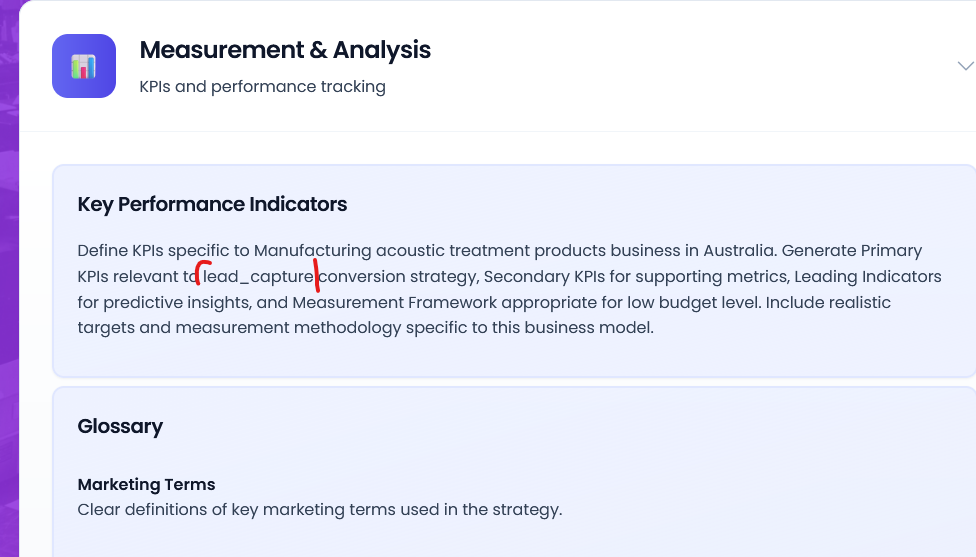 Measurement & Analysis
KPIs and performance tracking
Key Performance Indicators
Define KPIs specific to Manufacturing acoustic treatment products business in Australia. Generate Primary
KPIs relevant to lead_capture conversion strategy, Secondary KPIs for supporting metrics, Leading Indicators
for predictive insights, and Measurement Framework appropriate for low budget level. Include realistic
targets and measurement methodology specific to this business model.
Glossary
Marketing Terms
Clear definitions of key marketing terms used in the strategy.